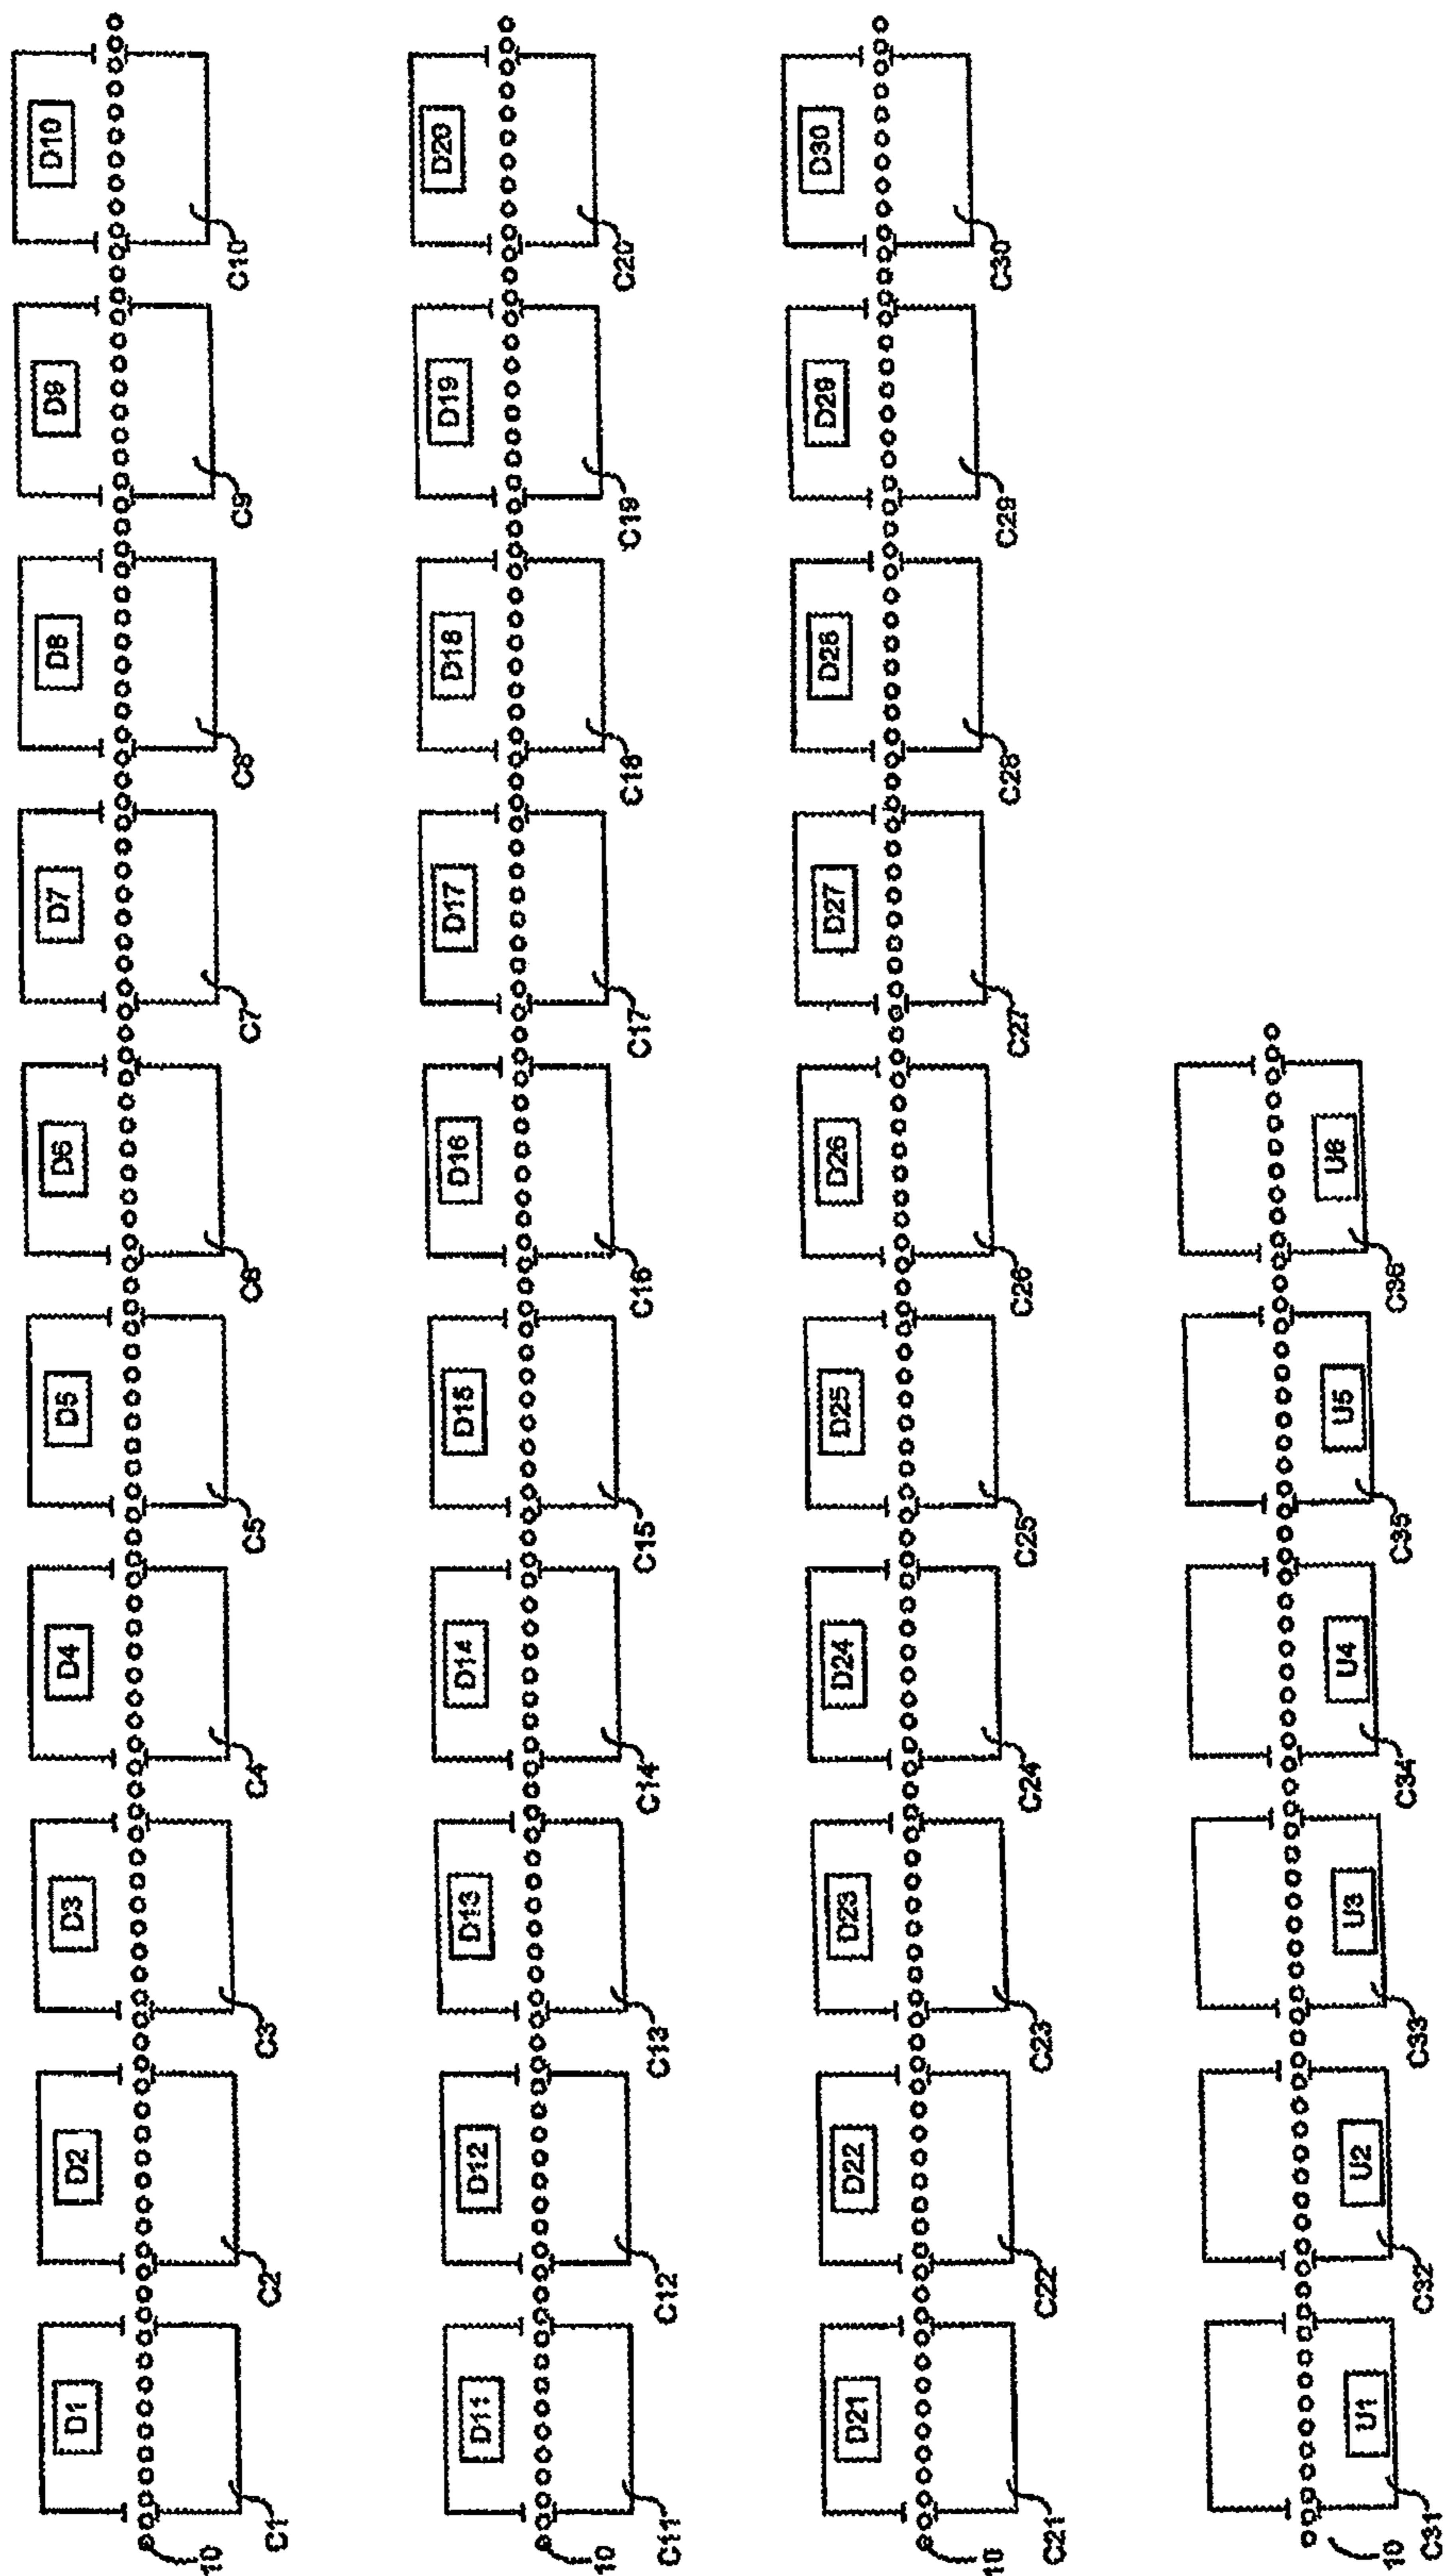 D1 D2 D3 D4 D5 D6 D7 D8 D9 D10
10 C1 C2 C3 C4 C5 C6 C7 C8 C9 C10
D11 D12 D13 D14 D15 D16 D17 D18 D19 D20
10 C11 C12 C13 C14 C15 C16 C17 C18 C19 C20
D21 D22 D23 D24 D25 D26 D27 D28 D29 D30
10 C21 C22 C23 C24 C25 C26 C27 C28 C29 C30
U1 U2 U3 U4 U5 U6
10 C31 C32 C33 C34 C35 C36